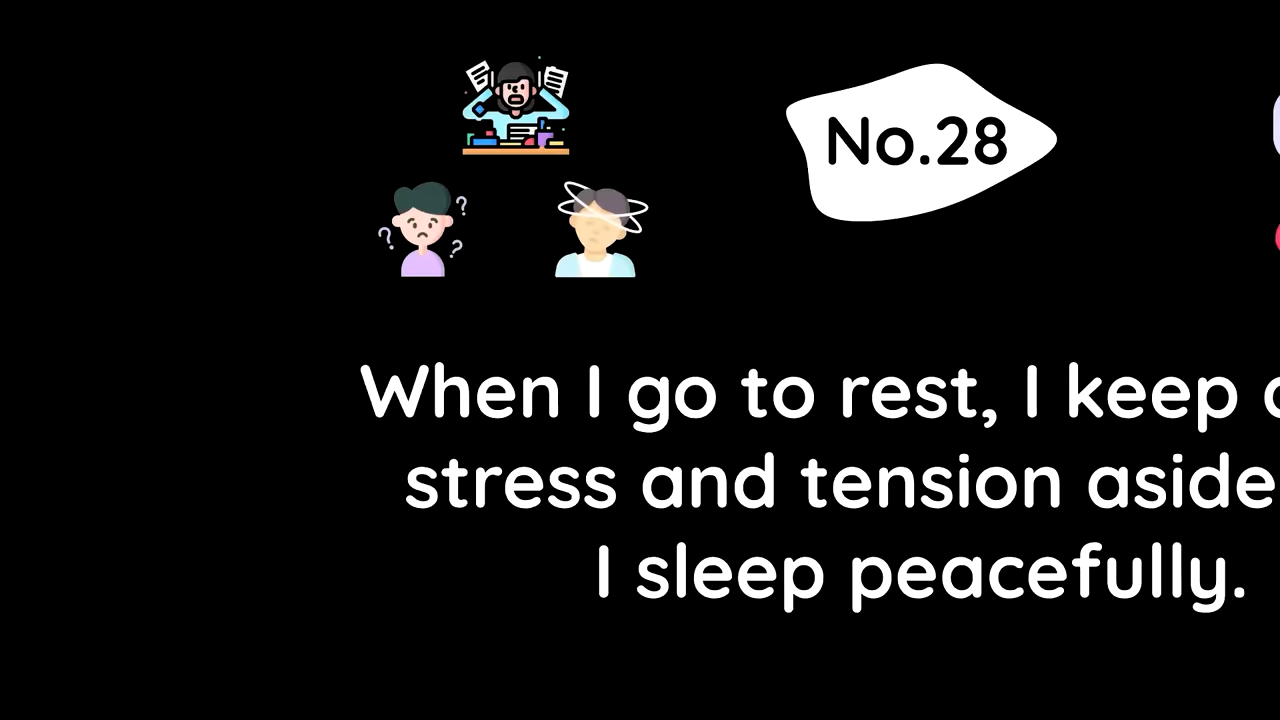 No.28
When I go to rest, I keep
stress and tension aside
I sleep peacefully.